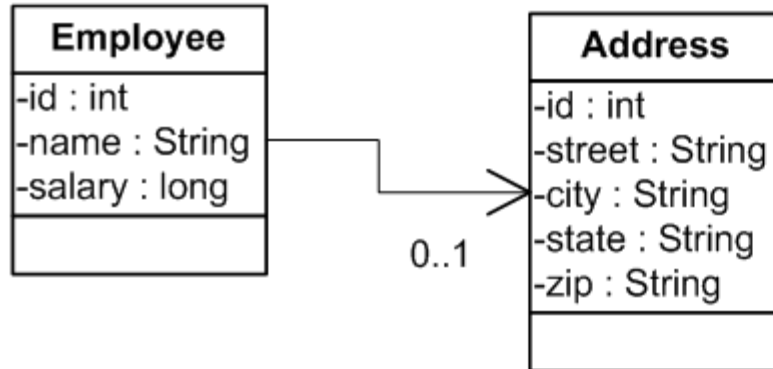 Employee
-id : int
-name : String
-salary : long
0..1
Address
-id : int
-street : String
-city : String
-state : String
-zip : String